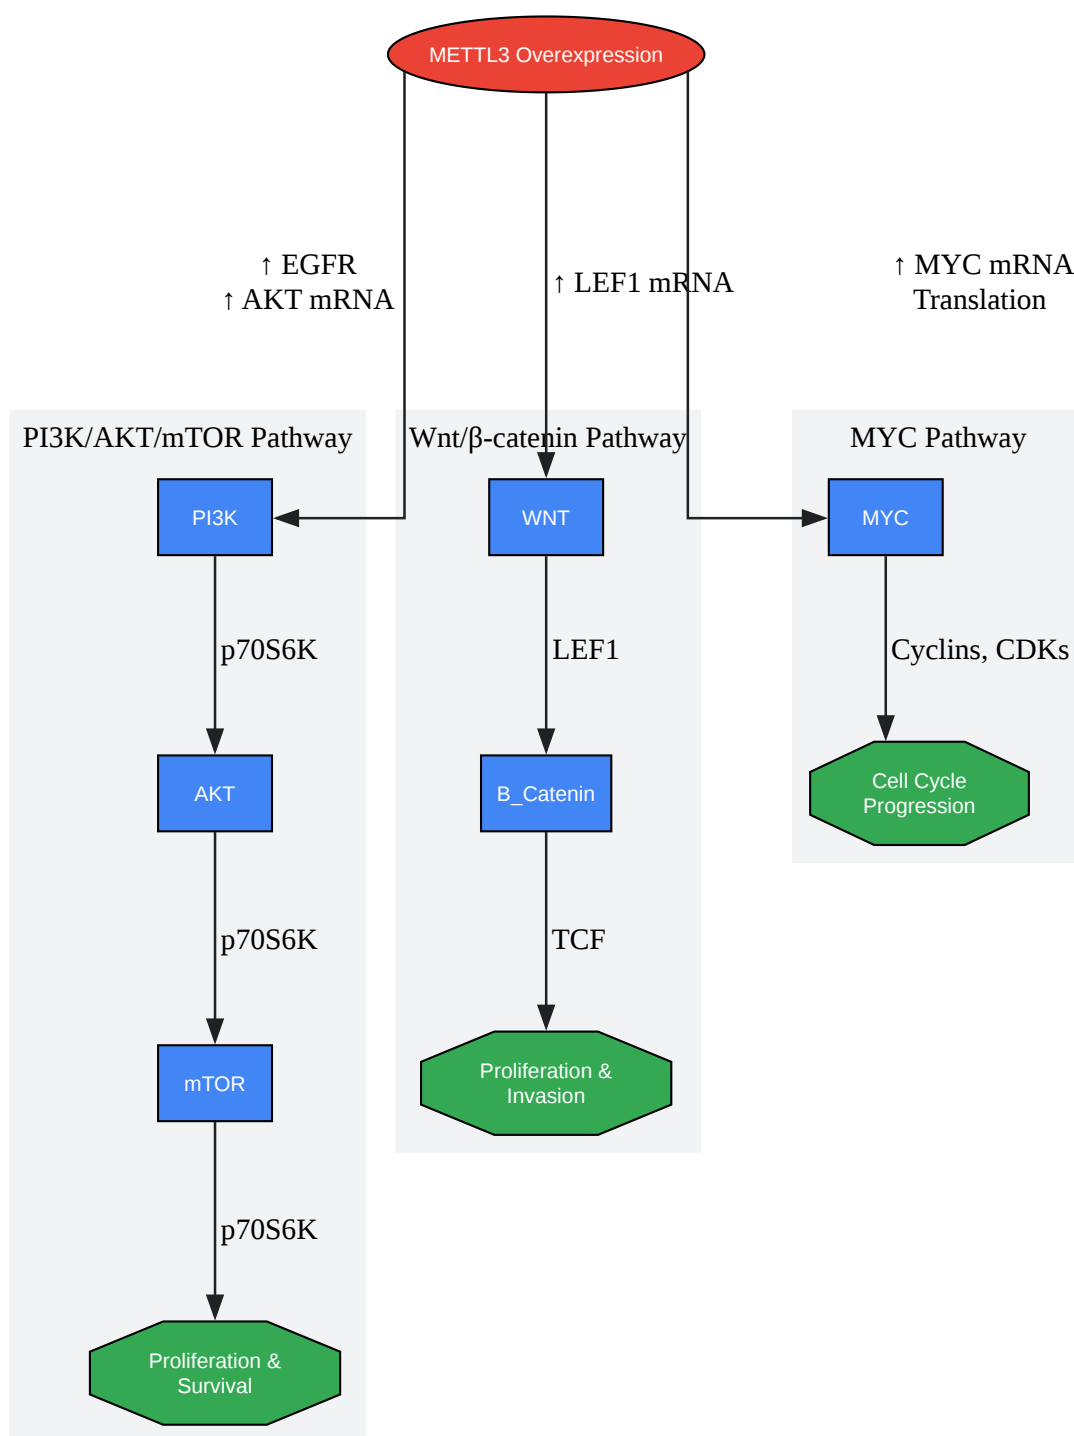 METTL3 Overexpression
↑ EGFR
↑ AKT mRNA
↑ LEF1 mRNA
↑ MYC mRNA
Translation
PI3K/AKT/mTOR Pathway
Wnt/β-catenin Pathway
MYC Pathway
PI3K
WNT
MYC
p70S6K
LEF1
Cyclins, CDKs
AKT
B_Catenin
Cell Cycle
Progression
p70S6K
TCF
mTOR
Proliferation &
Invasion
p70S6K
Proliferation &
Survival